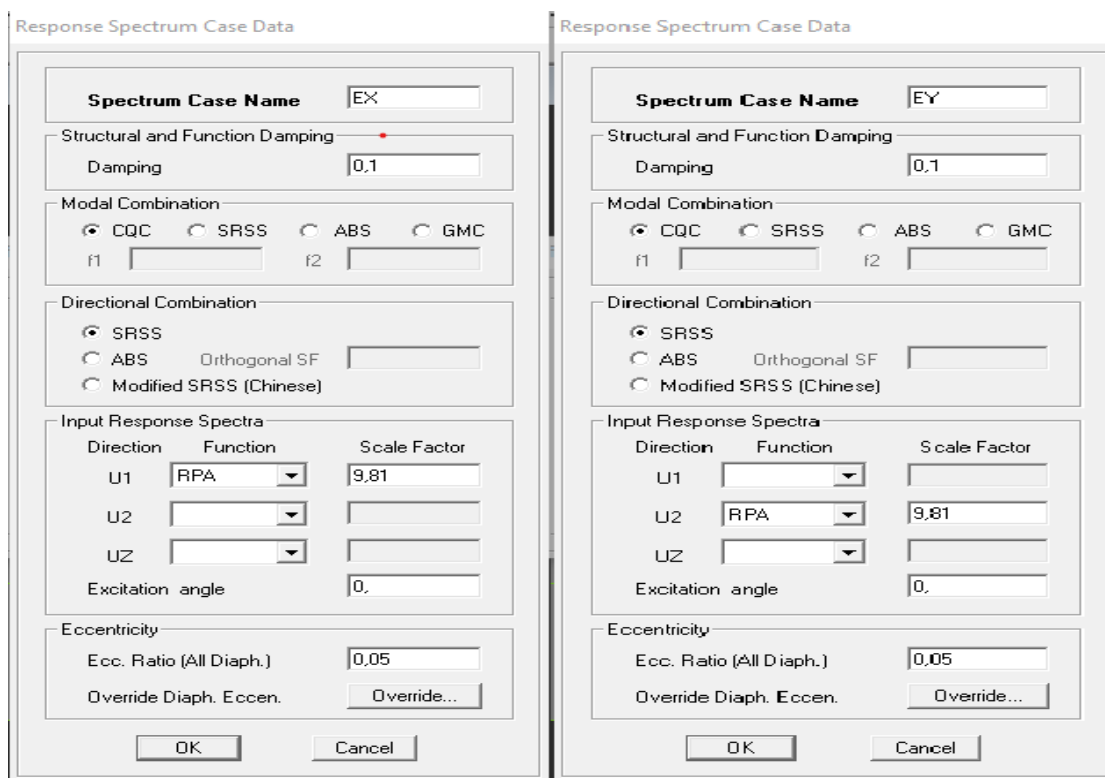 Response Spectrum Case Data
Spectrum Case Name EX
Structural and Function Damping
Damping 0,1
Modal Combination
CQC SRSS ABS GMC
f1 f2
Directional Combination
SRSS
ABS Orthogonal SF
Modified SRSS (Chinese)
Input Response Spectra
Direction Function Scale Factor
U1 RPA 9,81
U2
UZ
Excitation angle 0,
Eccentricity
Ecc. Ratio (All Diaph.) 0,05
Override Diaph. Eccen. Override...
OK Cancel
Response Spectrum Case Data
Spectrum Case Name EY
Structural and Function Damping
Damping 0,1
Modal Combination
CQC SRSS ABS GMC
f1 f2
Directional Combination
SRSS
ABS Orthogonal SF
Modified SRSS (Chinese)
Input Response Spectra
Direction Function Scale Factor
U1
U2 RPA 9,81
UZ
Excitation angle 0,
Eccentricity
Ecc. Ratio (All Diaph.) 0,05
Override Diaph. Eccen. Override...
OK Cancel